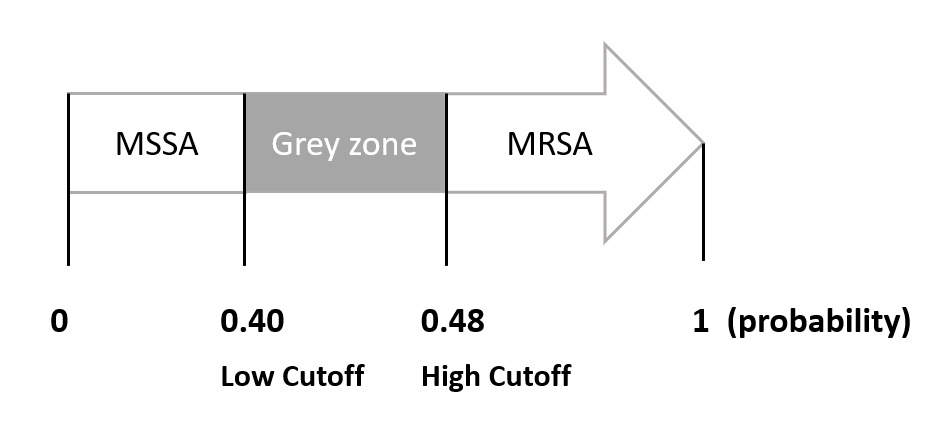 MSSA Grey zone MRSA
0 0.40 0.48 1 (probability)
Low Cutoff High Cutoff